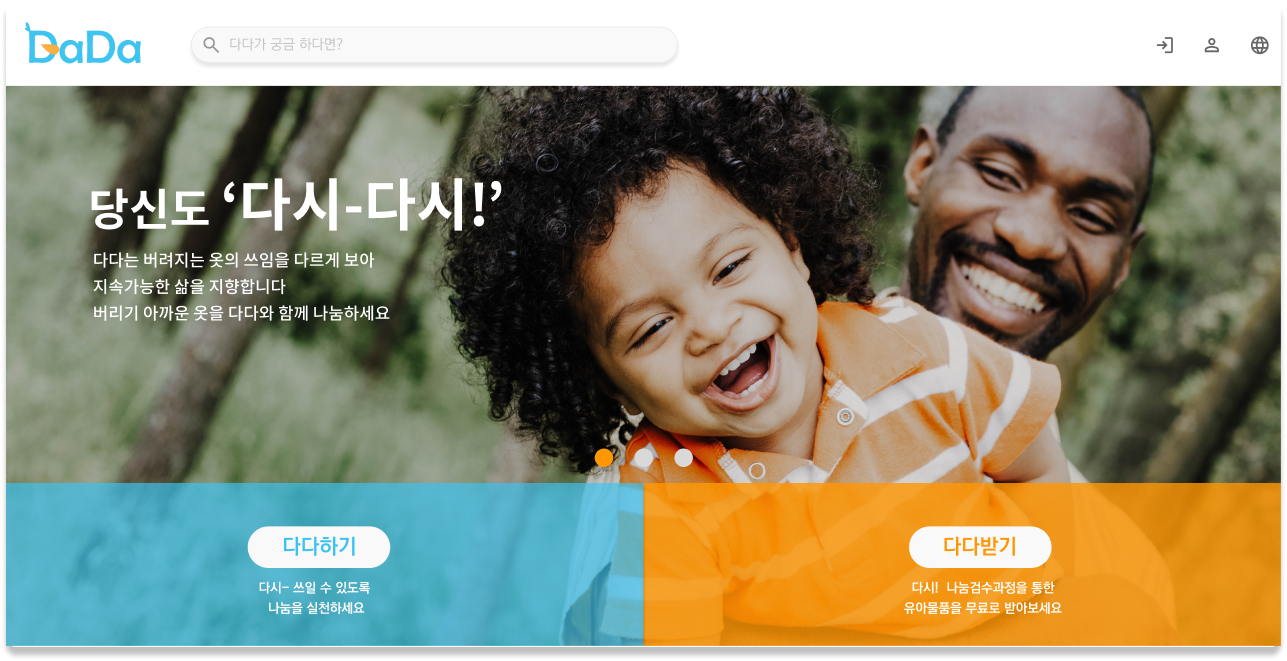 DaDa
다다가 궁금 하다면?
당신도 ‘다시-다시!’
다다는 버려지는 옷의 쓰임을 다르게 보아
지속가능한 삶을 지향합니다
버리기 아까운 옷을 다다와 함께 나눔하세요
다다하기
다시- 쓰일 수 있도록
나눔을 실천하세요
다다받기
다시! 나눔검수과정을 통한
유아물품을 무료로 받아보세요